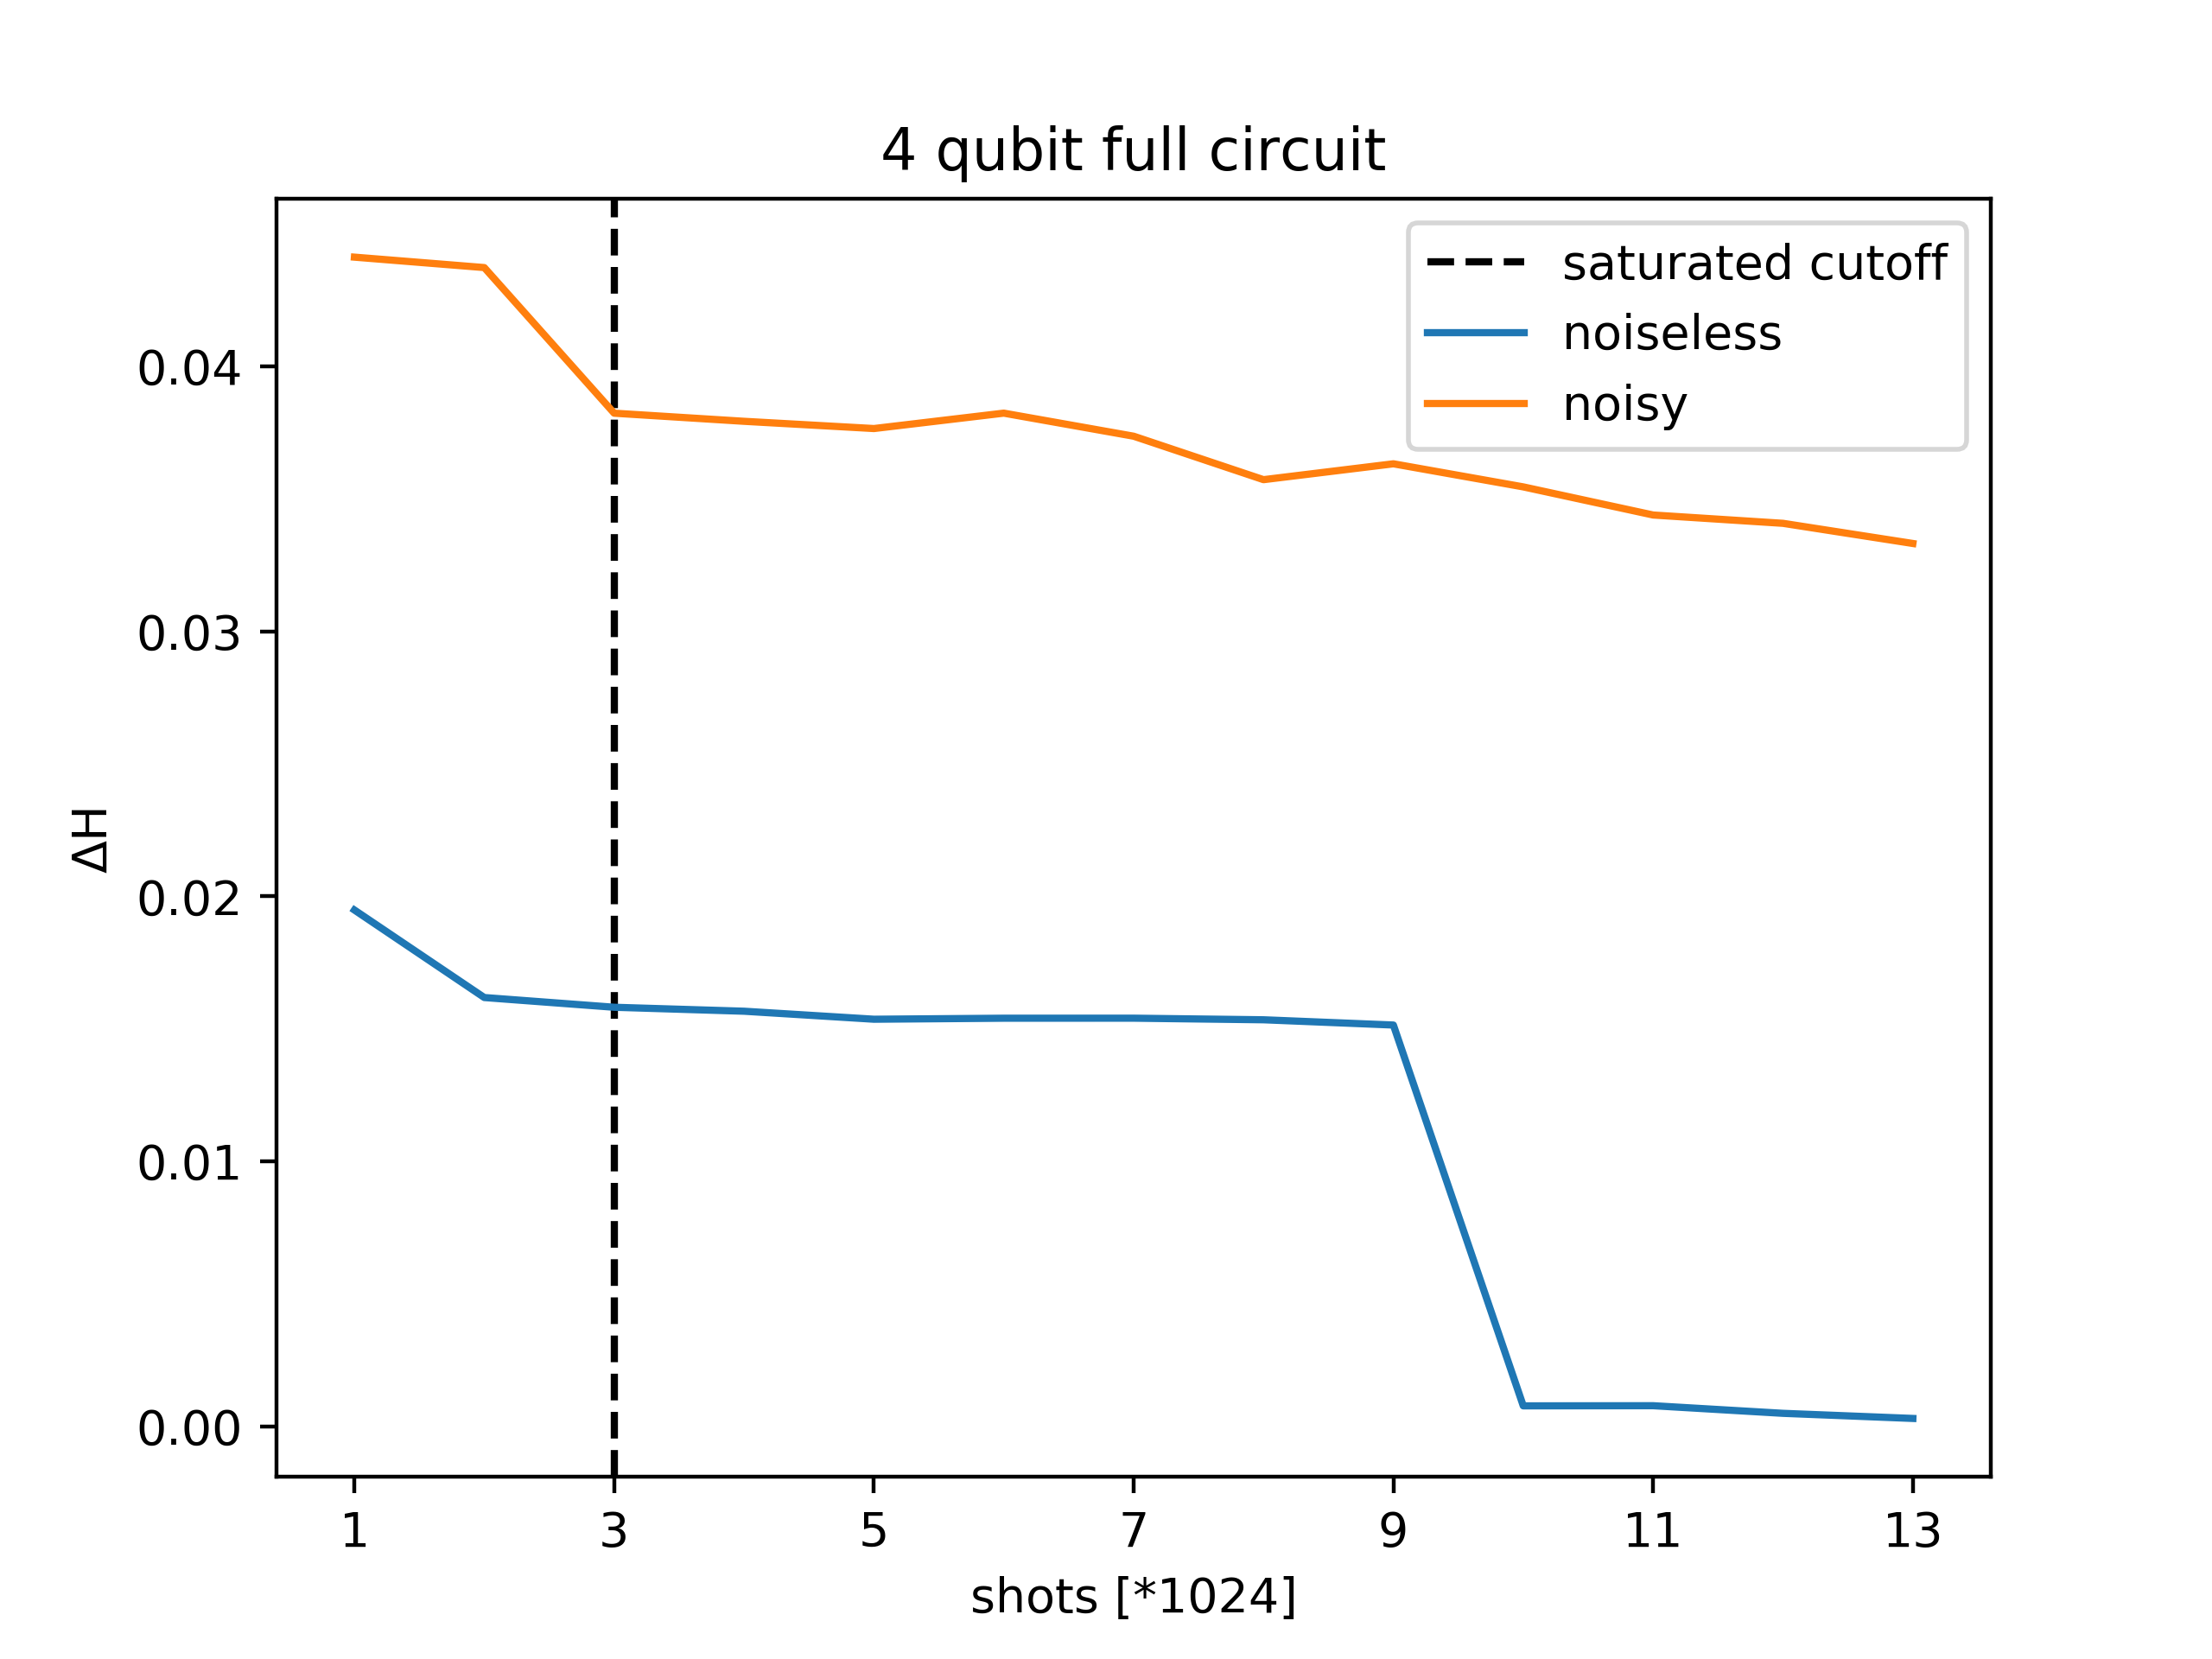 4 qubit full circuit
saturated cutoff
noiseless
noisy
0.04
0.03
0.02
0.01
0.00
ΔH
1 3 5 7 9 11 13
shots [*1024]